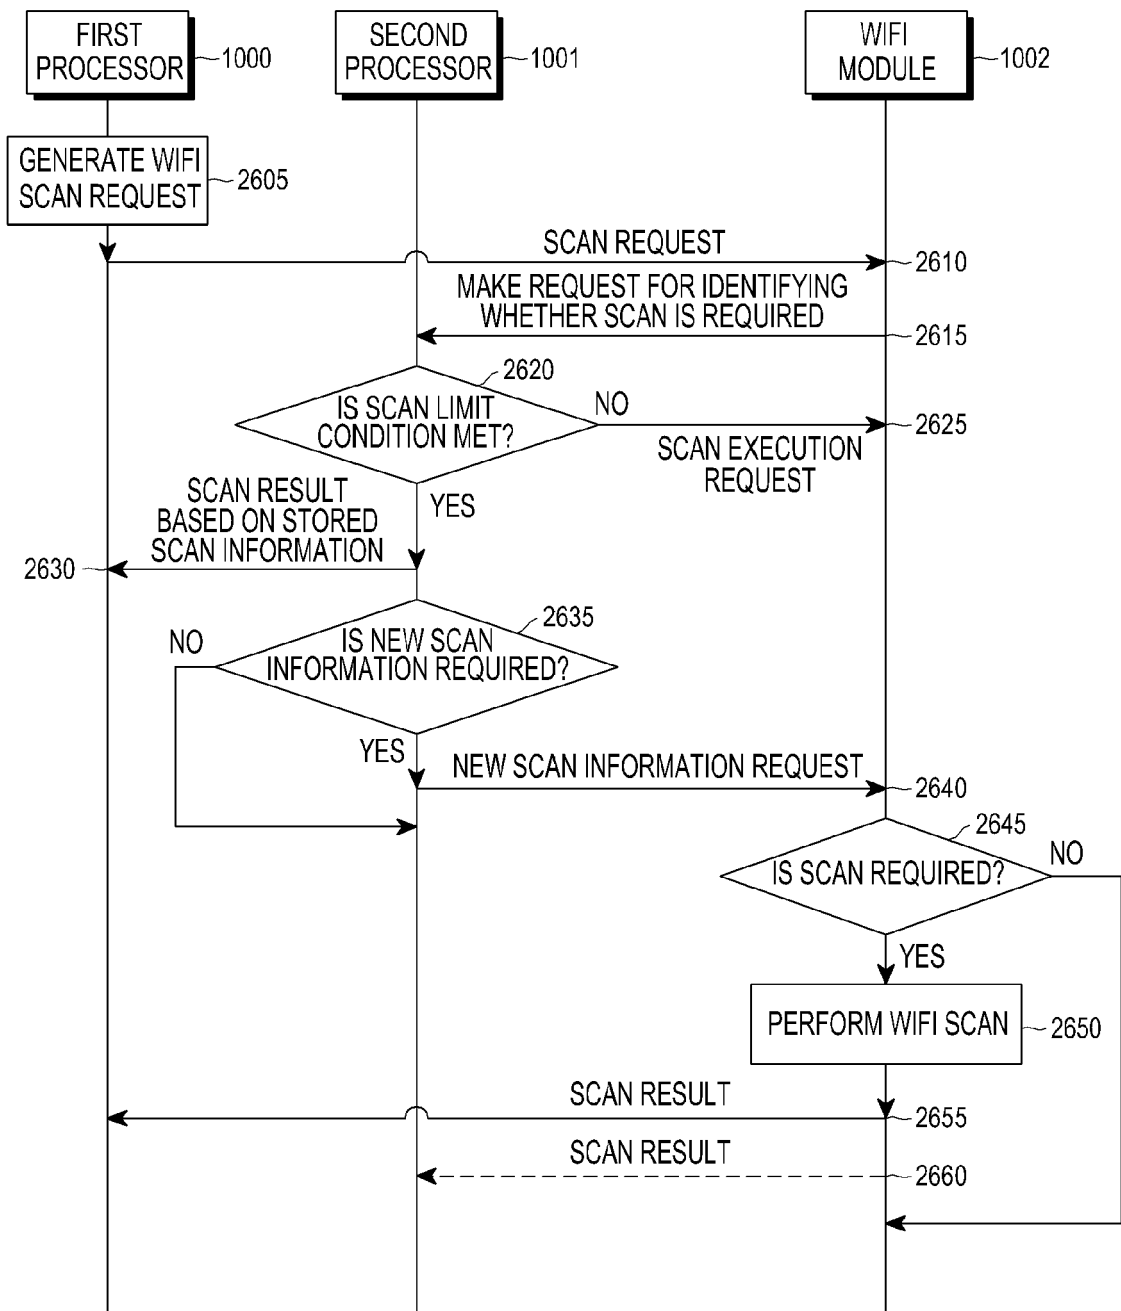 FIRST
PROCESSOR
1000
SECOND
PROCESSOR
1001
WIFI
MODULE
1002
GENERATE WIFI
SCAN REQUEST
2605
SCAN REQUEST
2610
MAKE REQUEST FOR IDENTIFYING
WHETHER SCAN IS REQUIRED
2615
2620
IS SCAN LIMIT
CONDITION MET?
NO
2625
SCAN EXECUTION
REQUEST
YES
SCAN RESULT
BASED ON STORED
SCAN INFORMATION
2630
2635
NO
IS NEW SCAN
INFORMATION REQUIRED?
YES
NEW SCAN INFORMATION REQUEST
2640
2645
IS SCAN REQUIRED?
NO
YES
PERFORM WIFI SCAN
2650
SCAN RESULT
2655
SCAN RESULT
2660